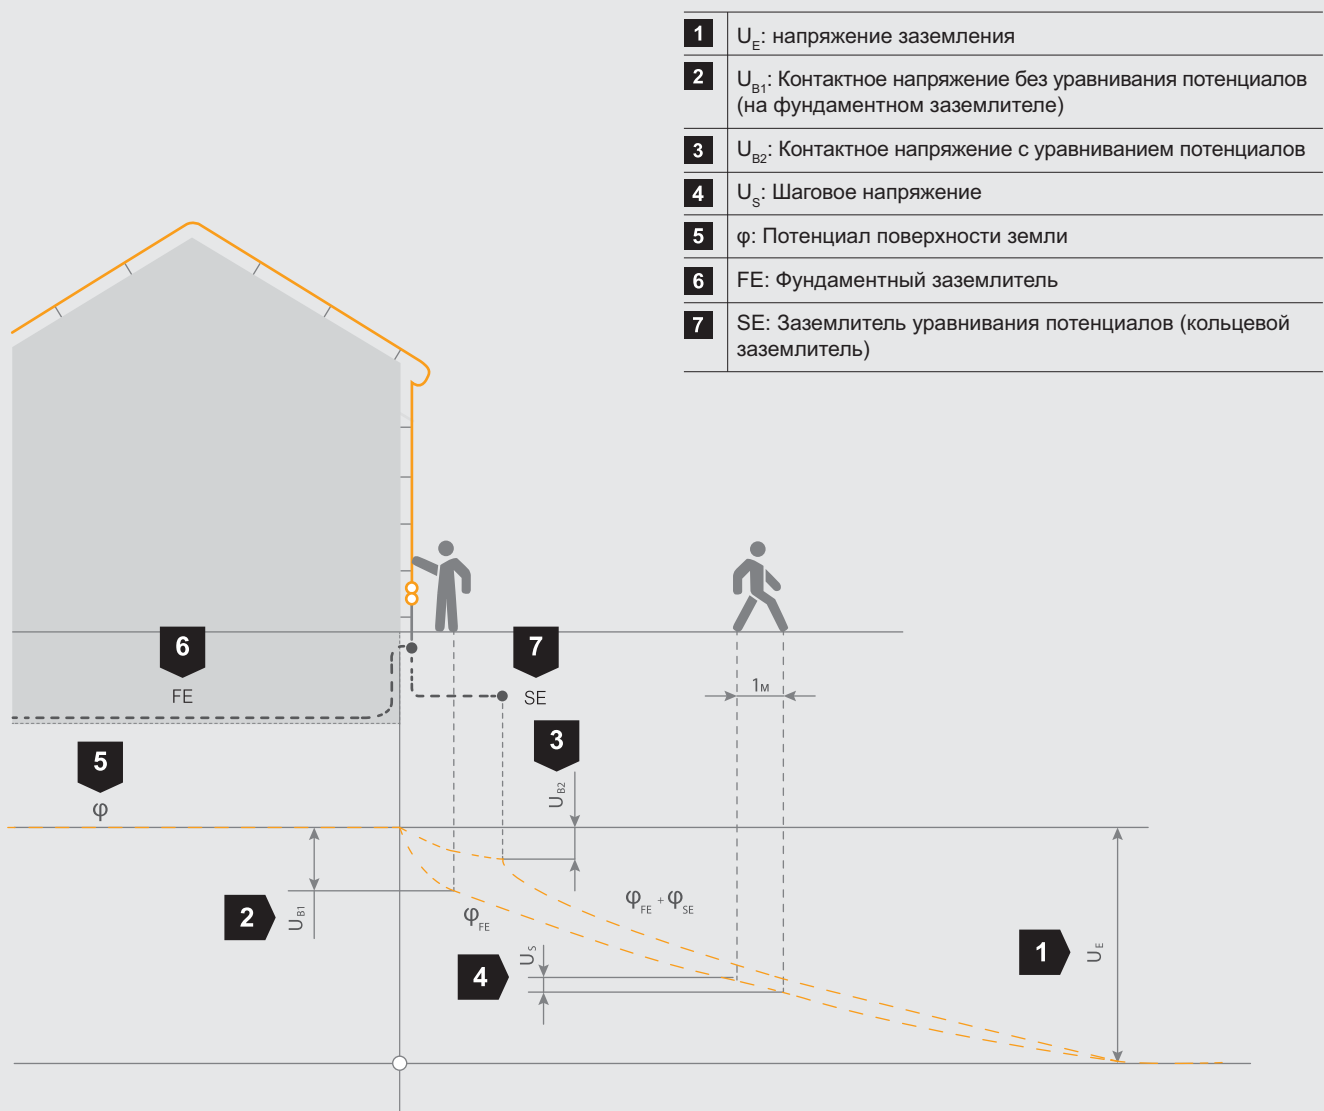 1 U_E: напряжение заземления
2 U_B1: Контактное напряжение без уравнивания потенциалов
(на фундаментном заземлителе)
3 U_B2: Контактное напряжение с уравниванием потенциалов
4 U_S: Шаговое напряжение
5 φ: Потенциал поверхности земли
6 FE: Фундаментный заземлитель
7 SE: Заземлитель уравнивания потенциалов (кольцевой
заземлитель)
6
FE
7
SE
1м
5
φ
3
U_B2
2
U_B1
φ_FE
φ_FE + φ_SE
4
U_S
1
U_E